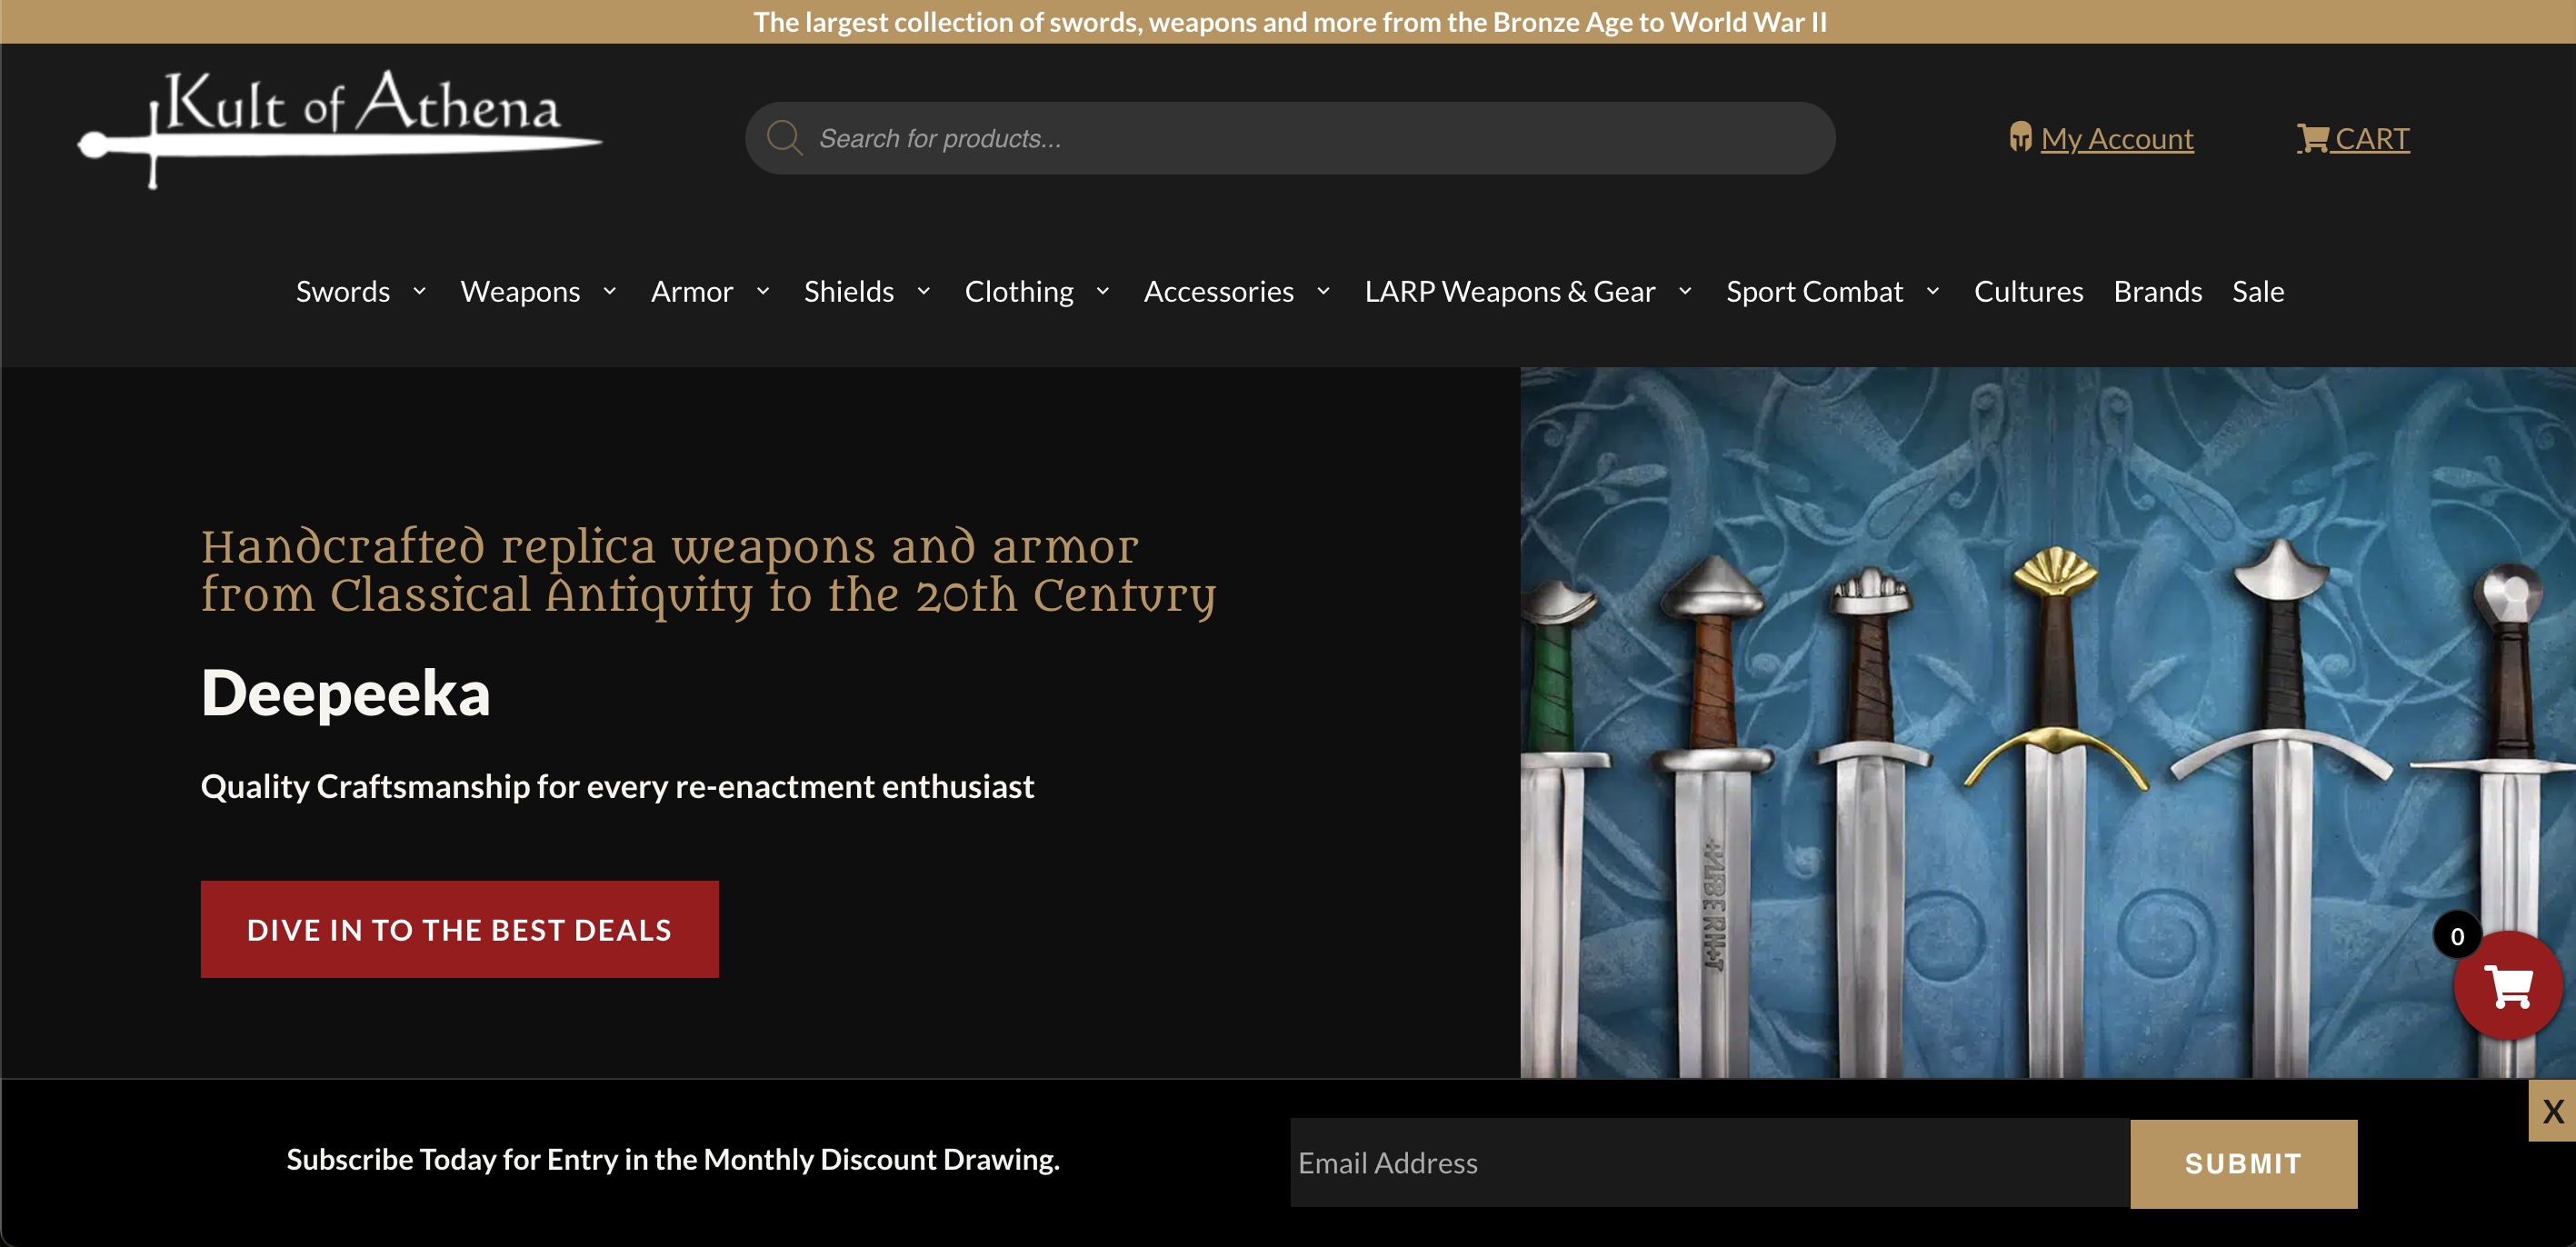 The largest collection of swords, weapons and more from the Bronze Age to World War II
Kult of Athena
Search for products...
My Account
CART
Swords
Weapons
Armor
Shields
Clothing
Accessories
LARP Weapons & Gear
Sport Combat
Cultures
Brands
Sale
Handcrafted replica weapons and armor
from Classical Antiquity to the 20th Century
Deepeeka
Quality Craftsmanship for every re-enactment enthusiast
DIVE IN TO THE BEST DEALS
0
X
Subscribe Today for Entry in the Monthly Discount Drawing.
Email Address
SUBMIT